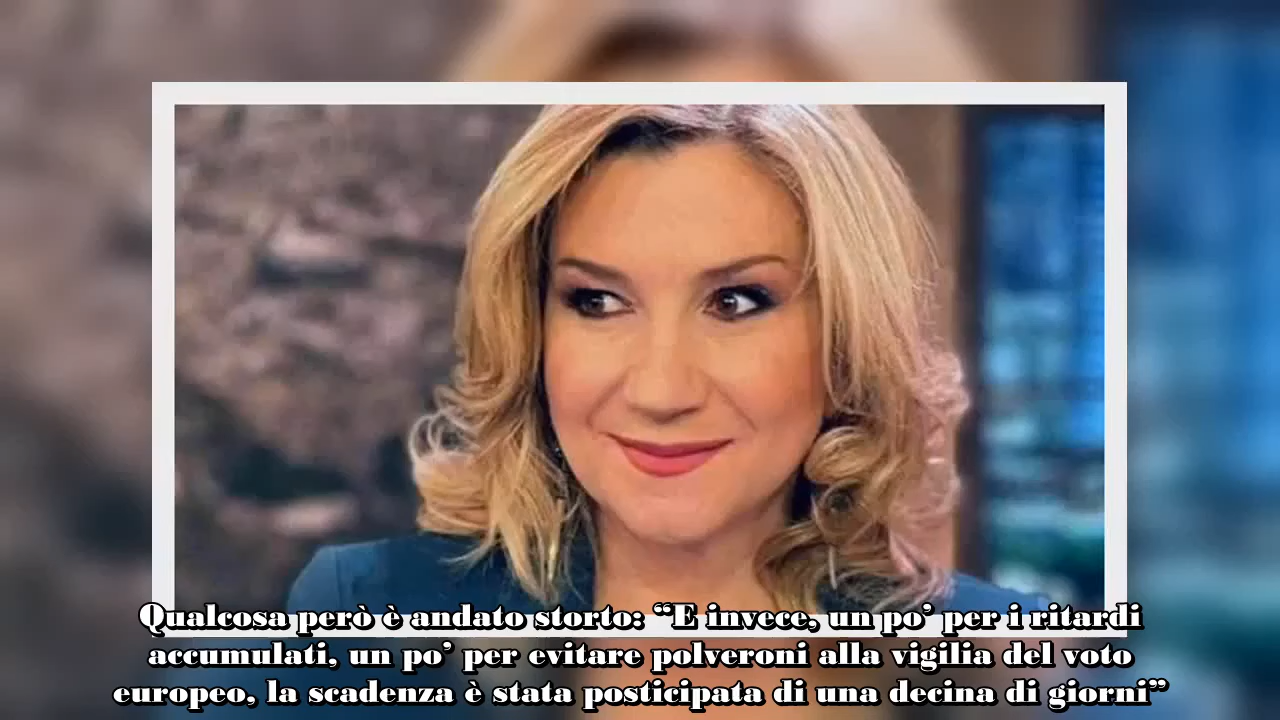 Qualcosa però è andato storto: “E invece, un po’ per i ritardi
accumulati, un po’ per evitare polveroni alla vigilia del voto
europeo, la scadenza è stata posticipata di una decina di giorni”